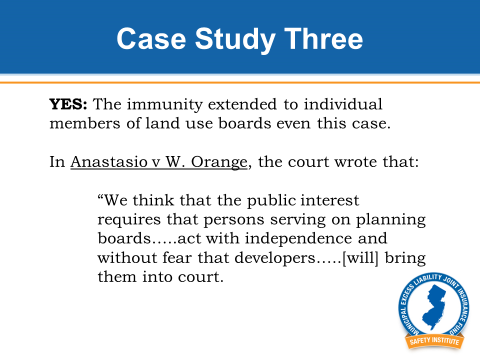 Case Study Three
YES: The immunity extended to individual
members of land use boards even this case.
In Anastasio v W. Orange, the court wrote that:
“We think that the public interest
requires that persons serving on planning
boards…..act with independence and
without fear that developers…..[will] bring
them into court.
MUNICIPAL EXCESS LIABILITY JOINT INSURANCE FUND
SAFETY INSTITUTE